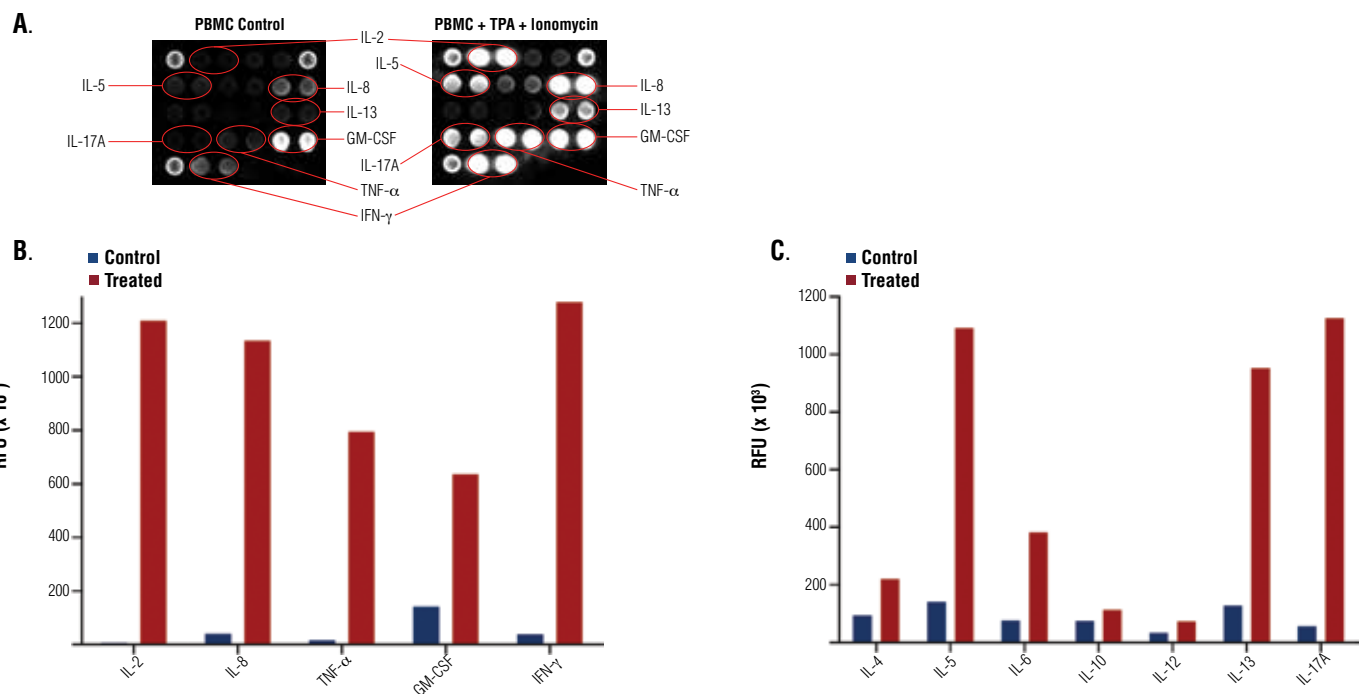 A.
PBMC Control
PBMC + TPA + Ionomycin
IL-2
IL-5
IL-5
IL-8
IL-8
IL-13
IL-13
IL-17A
GM-CSF
GM-CSF
IL-17A
TNF-α
TNF-α
IFN-γ
B.
Control
Treated
1200
1000
800
600
400
200
IL-2
IL-8
TNF-α
GM-CSF
IFN-γ
C.
Control
Treated
RFU (x 10³)
1200
1000
800
600
400
200
IL-4
IL-5
IL-6
IL-10
IL-12
IL-13
IL-17A